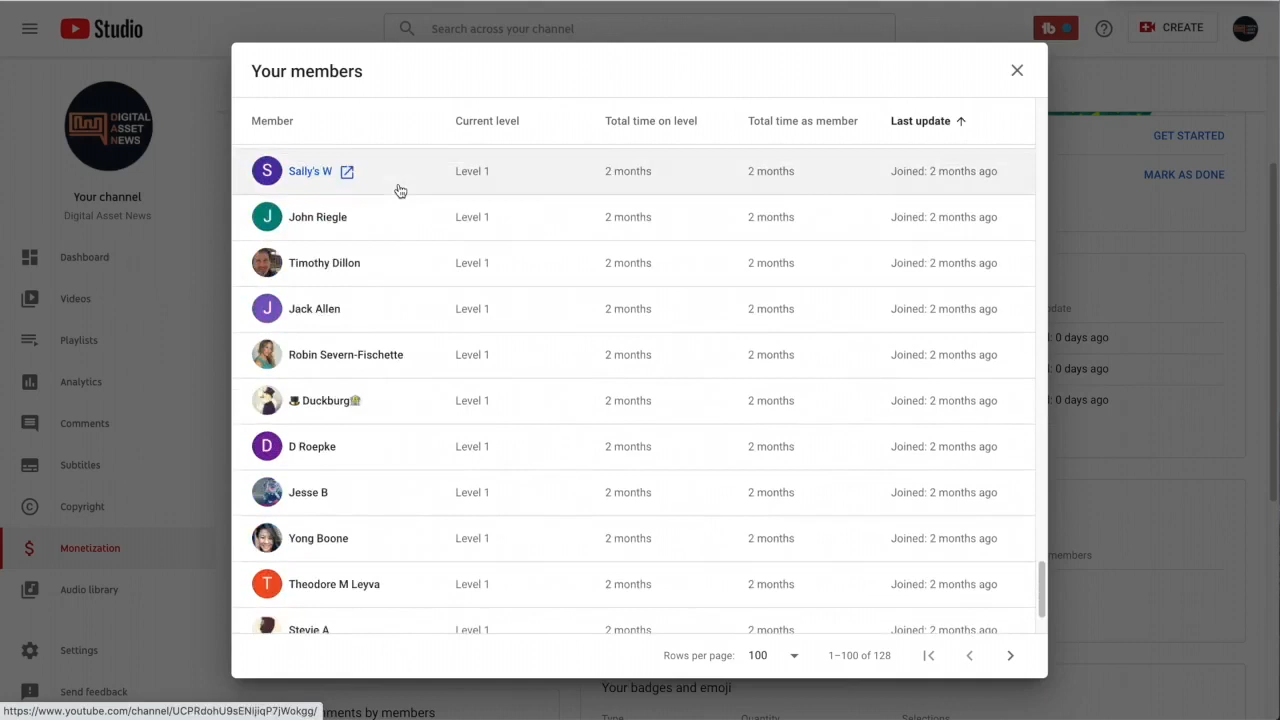 Studio
Search across your channel
CREATE
Your members
Member Current level Total time on level Total time as member Last update
S Sally's W Level 1 2 months 2 months Joined: 2 months ago
J John Riegle Level 1 2 months 2 months Joined: 2 months ago
Timothy Dillon Level 1 2 months 2 months Joined: 2 months ago
J Jack Allen Level 1 2 months 2 months Joined: 2 months ago
Robin Severn-Fischette Level 1 2 months 2 months Joined: 2 months ago
🎩 Duckburg🏦 Level 1 2 months 2 months Joined: 2 months ago
D D Roepke Level 1 2 months 2 months Joined: 2 months ago
Jesse B Level 1 2 months 2 months Joined: 2 months ago
Yong Boone Level 1 2 months 2 months Joined: 2 months ago
T Theodore M Leyva Level 1 2 months 2 months Joined: 2 months ago
Stevie A Level 1 2 months 2 months Joined: 2 months ago
Rows per page: 100 1–100 of 128
DIGITAL
ASSET
NEWS
Your channel
Digital Asset News
Dashboard
Videos
Playlists
Analytics
Comments
Subtitles
Copyright
Monetization
Audio library
Settings
Send feedback
GET STARTED
MARK AS DONE
: 0 days ago
: 0 days ago
: 0 days ago
members
Your badges and emoji
Type Quantity Selections
ments by members
https://www.youtube.com/channel/UCPRdohU9sENIjiqP7jWokgg/